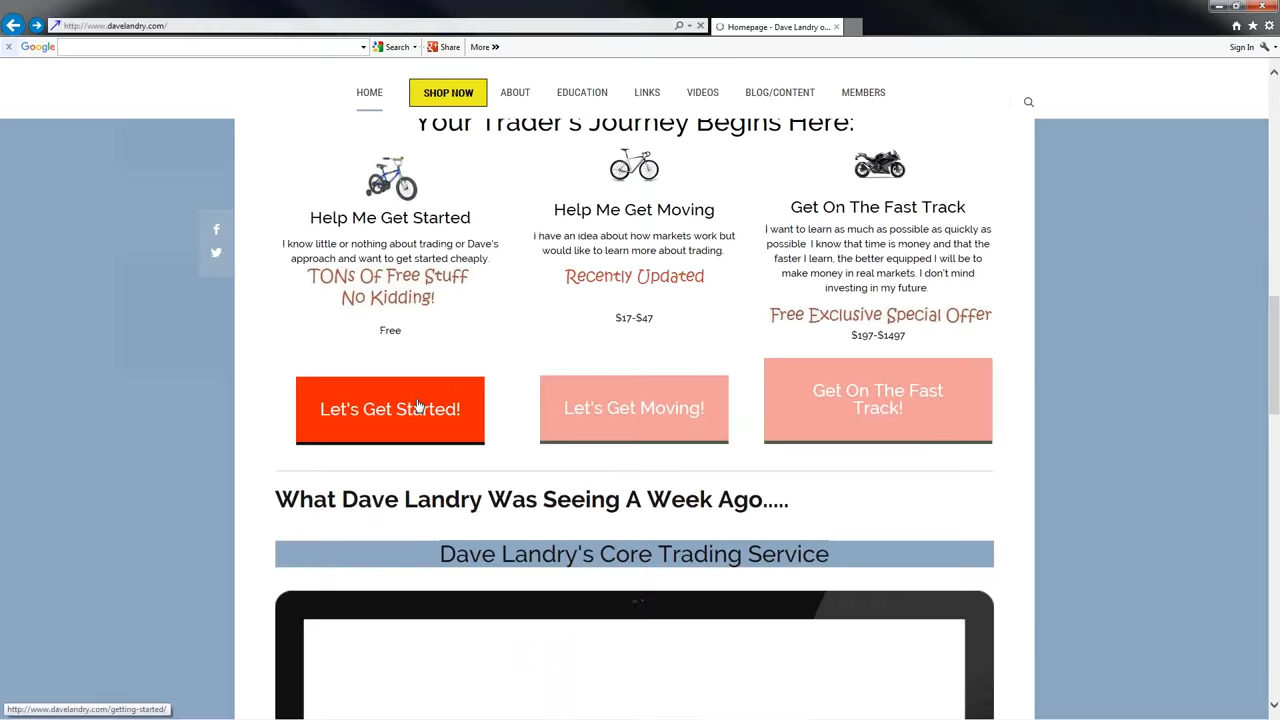 http://www.davelandry.com/
Homepage - Dave Landry o...
x Google Search Share More »
Sign In
HOME SHOP NOW ABOUT EDUCATION LINKS VIDEOS BLOG/CONTENT MEMBERS
Your Trader's Journey Begins Here:
Help Me Get Started
I know little or nothing about trading or Dave's
approach and want to get started cheaply.
TONs Of Free Stuff
No Kidding!
Free
Let's Get Started!
Help Me Get Moving
i have an idea about how markets work but
would like to learn more about trading.
Recently Updated
$17-$47
Let's Get Moving!
Get On The Fast Track
I want to learn as much as possible as quickly as
possible. I know that time is money and that the
faster I learn, the better equipped I will be to
make money in real markets. I don't mind
investing in my future.
Free Exclusive Special Offer
$197-$1497
Get On The Fast
Track!
What Dave Landry Was Seeing A Week Ago.....
Dave Landry's Core Trading Service
http://www.davelandry.com/getting-started/